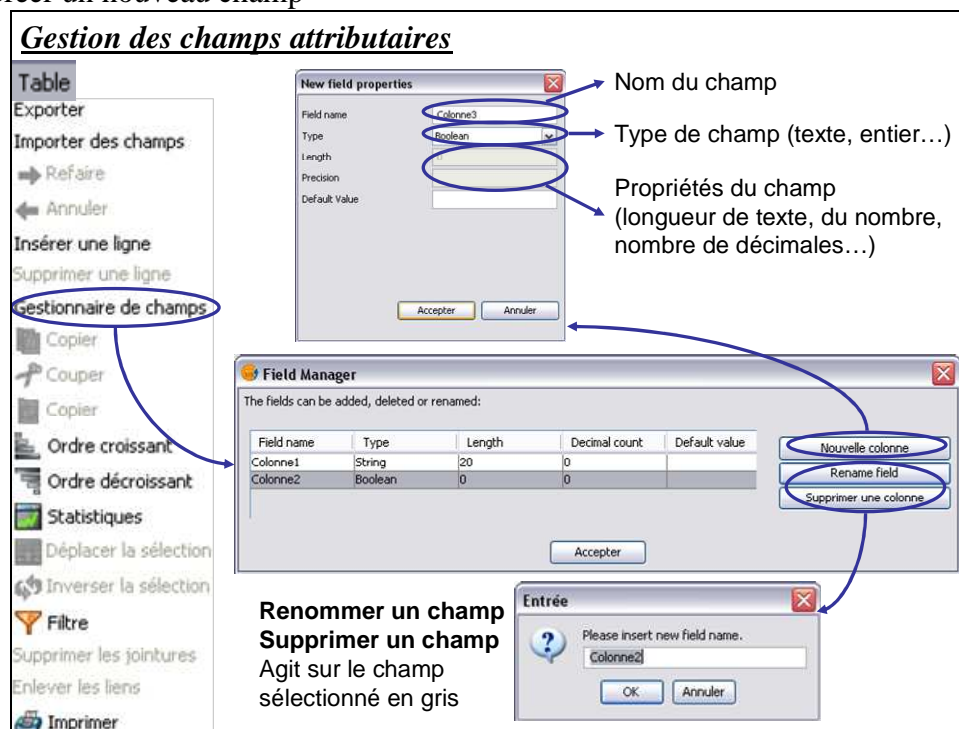 Gestion des champs attributaires
Table
Exporter
Importer des champs
Refaire
Annuler
Insérer une ligne
Supprimer une ligne
Gestionnaire de champs
Copier
Couper
Copier
Ordre croissant
Ordre décroissant
Statistiques
Déplacer la sélection
Inverser la sélection
Filtre
Supprimer les jointures
Enlever les liens
Imprimer
New field properties
Field name Colonne3
Type Boolean
Length
Precision
Default Value
Accepter Annuler
Nom du champ
Type de champ (texte, entier…)
Propriétés du champ
(longueur de texte, du nombre,
nombre de décimales…)
Field Manager
The fields can be added, deleted or renamed:
Field name Type Length Decimal count Default value
Colonne1 String 20 0
Colonne2 Boolean 0 0
Nouvelle colonne
Rename field
Supprimer une colonne
Accepter
Renommer un champ
Supprimer un champ
Agit sur le champ
sélectionné en gris
Entrée
Please insert new field name.
Colonne2
OK Annuler